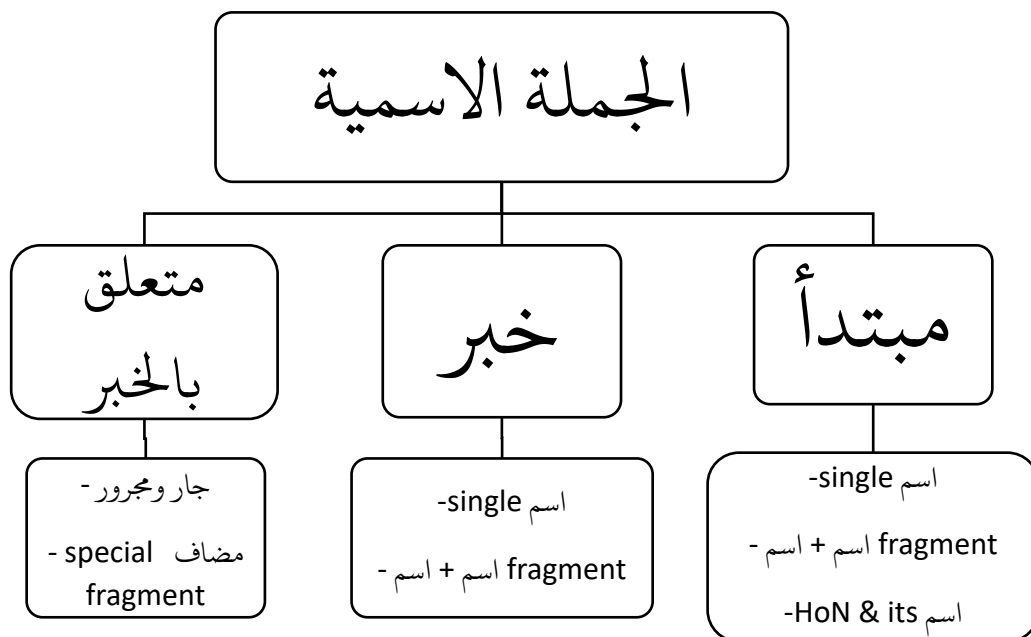 الجملة الاسمية
مبتدأ
خبر
متعلق
بالخبر
-single اسم
- اسم + اسم fragment
-HoN & its اسم
-single اسم
- اسم + اسم fragment
- جار ومجرور
- special مضاف
fragment